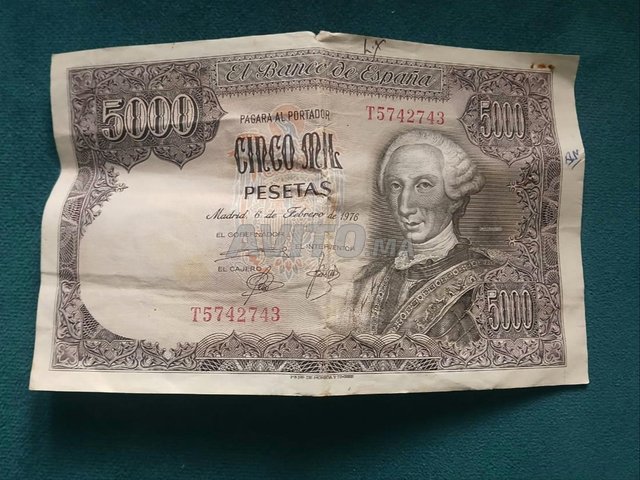 El Banco de España
5000
PAGARÁ AL PORTADOR
T5742743
5000
CINCO MIL
PESETAS
Madrid, 6 de Febrero de 1976
AVITO.MA
EL GOBERNADOR
EL INTERVENTOR
EL CAJERO
T5742743
5000